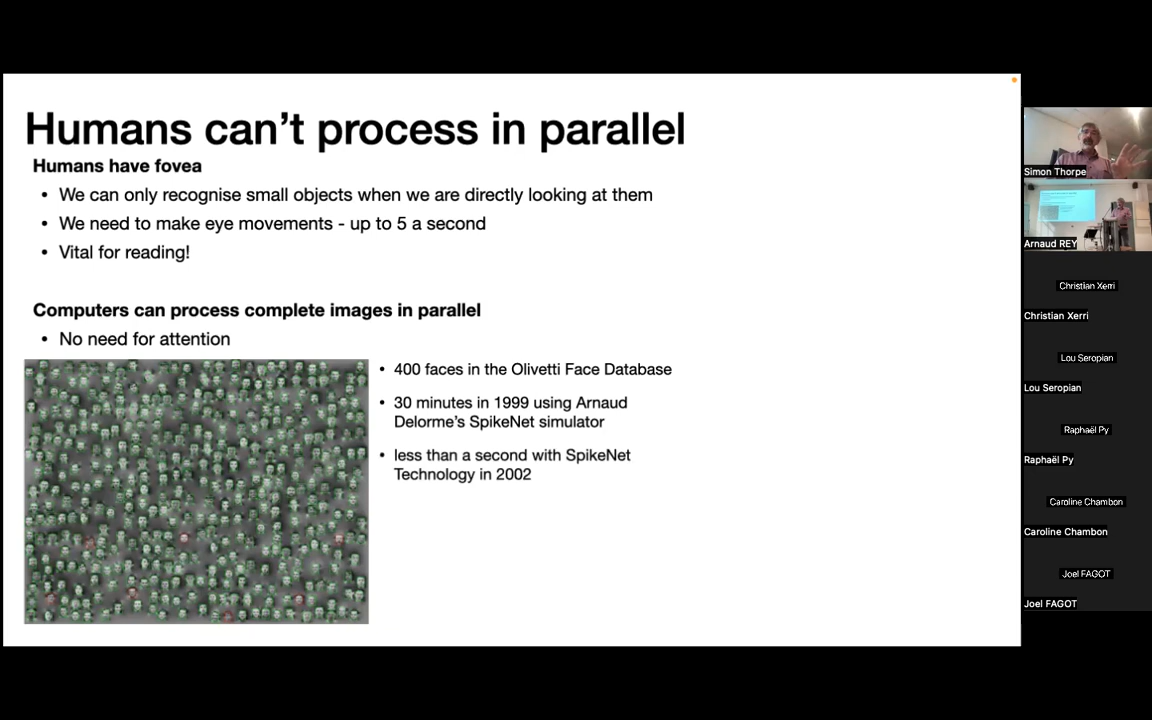 Humans can't process in parallel
Humans have fovea
• We can only recognise small objects when we are directly looking at them
• We need to make eye movements - up to 5 a second
• Vital for reading!
Computers can process complete images in parallel
• No need for attention
• 400 faces in the Olivetti Face Database
• 30 minutes in 1999 using Arnaud
Delorme's SpikeNet simulator
• less than a second with SpikeNet
Technology in 2002
Simon Thorpe
Arnaud REY
Christian Xerri
Christian Xerri
Lou Seropian
Lou Seropian
Raphaël Py
Raphaël Py
Caroline Chambon
Caroline Chambon
Joel FAGOT
Joel FAGOT